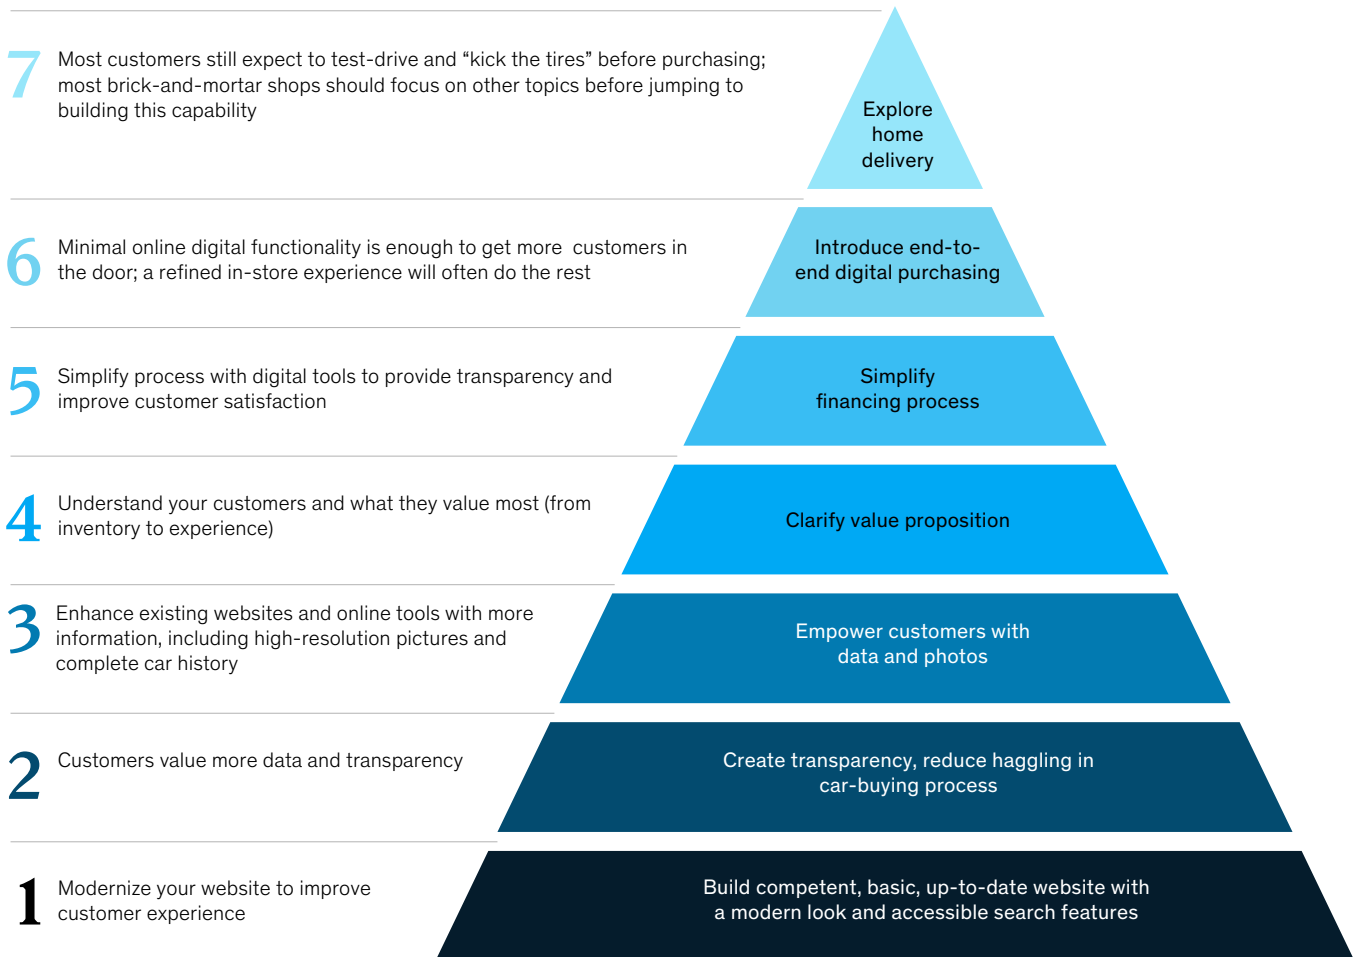 7
Most customers still expect to test-drive and “kick the tires” before purchasing;
most brick-and-mortar shops should focus on other topics before jumping to
building this capability
Explore
home
delivery
6
Minimal online digital functionality is enough to get more  customers in
the door; a refined in-store experience will often do the rest
Introduce end-to-
end digital purchasing
5
Simplify process with digital tools to provide transparency and
improve customer satisfaction
Simplify
financing process
4
Understand your customers and what they value most (from
inventory to experience)
Clarify value proposition
3
Enhance existing websites and online tools with more
information, including high-resolution pictures and
complete car history
Empower customers with
data and photos
2
Customers value more data and transparency
Create transparency, reduce haggling in
car-buying process
1
Modernize your website to improve
customer experience
Build competent, basic, up-to-date website with
a modern look and accessible search features